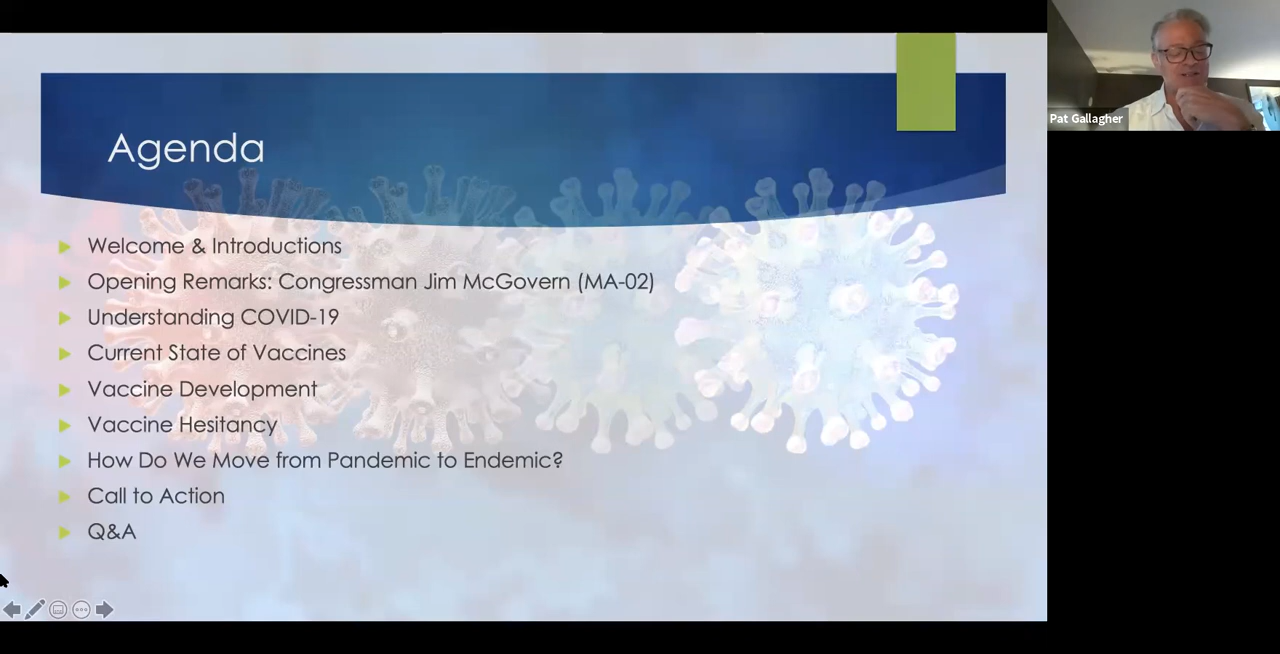 Agenda
Welcome & Introductions
Opening Remarks: Congressman Jim McGovern (MA-02)
Understanding COVID-19
Current State of Vaccines
Vaccine Development
Vaccine Hesitancy
How Do We Move from Pandemic to Endemic?
Call to Action
Q&A
Pat Gallagher